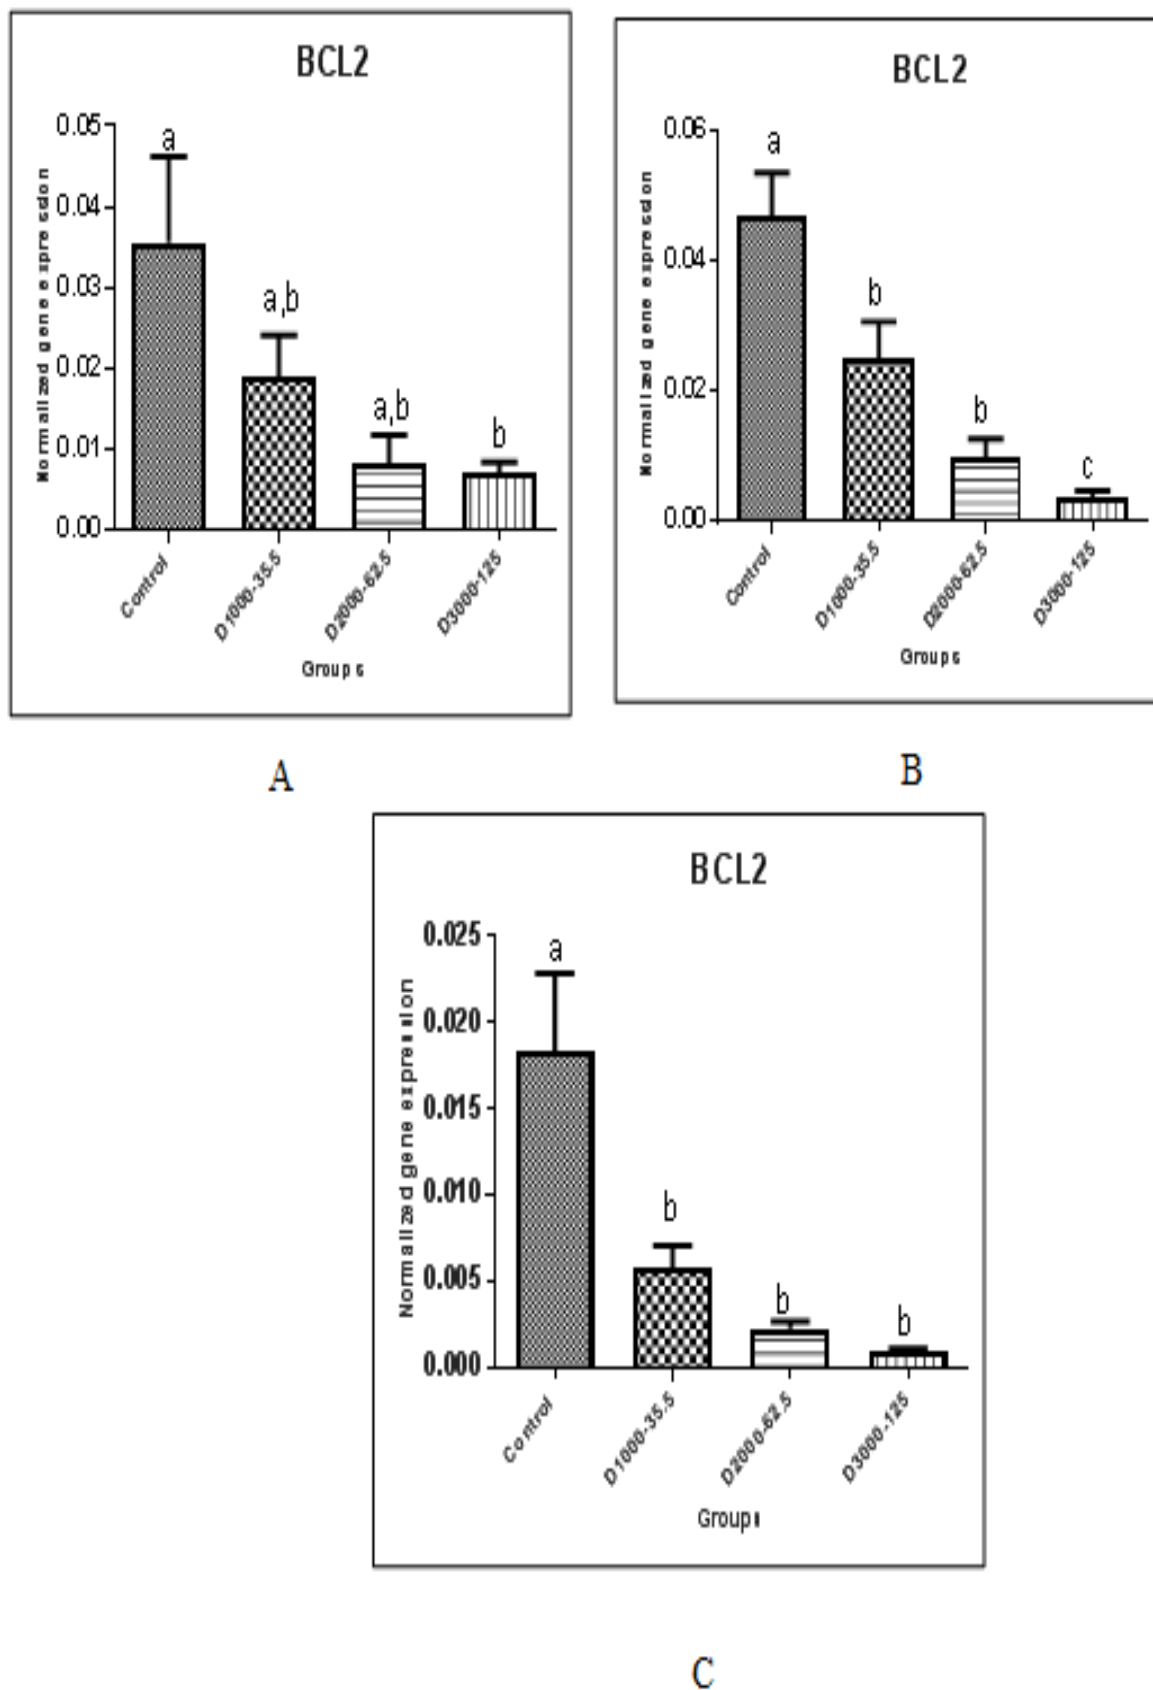 BCL2
Normalized gene expression
0.05
0.04
0.03
0.02
0.01
0.00
a
a,b
a,b
b
Control
D1000-35.5
D2000-62.5
D3000-125
Groups
A
BCL2
Normalized gene expression
0.06
0.04
0.02
0.00
a
b
b
c
Control
D1000-35.5
D2000-62.5
D3000-125
Groups
B
BCL2
Normalized gene expression
0.025
0.020
0.015
0.010
0.005
0.000
a
b
b
b
Control
D1000-35.5
D2000-62.5
D3000-125
Groups
C